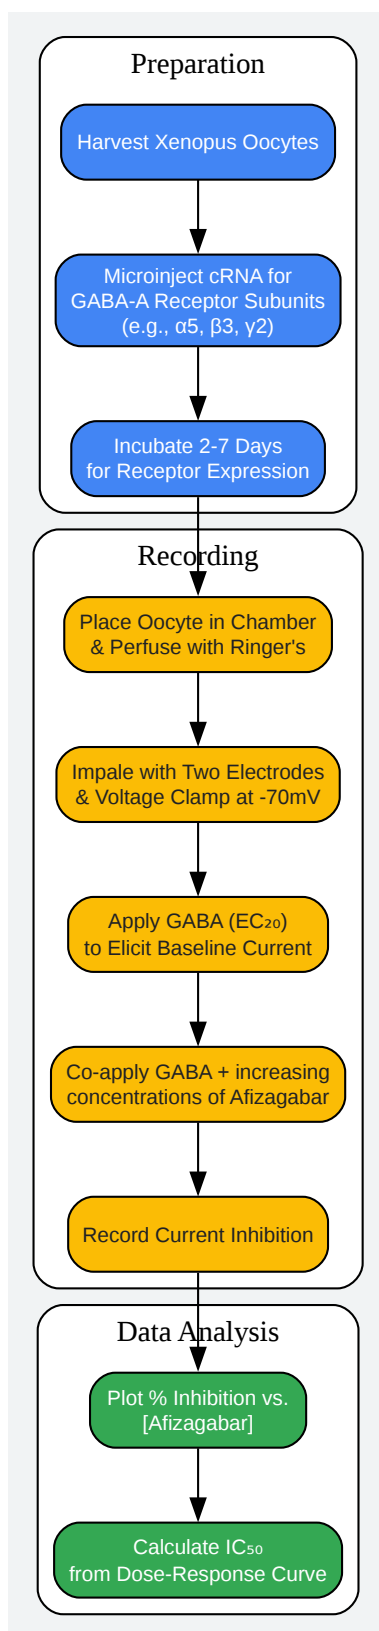 Preparation
Harvest Xenopus Oocytes
Microinject cRNA for
GABA-A Receptor Subunits
(e.g., α5, β3, γ2)
Incubate 2-7 Days
for Receptor Expression
Recording
Place Oocyte in Chamber
& Perfuse with Ringer's
Impale with Two Electrodes
& Voltage Clamp at -70mV
Apply GABA (EC₂₀)
to Elicit Baseline Current
Co-apply GABA + increasing
concentrations of Afizagabar
Record Current Inhibition
Data Analysis
Plot % Inhibition vs.
[Afizagabar]
Calculate IC₅₀
from Dose-Response Curve